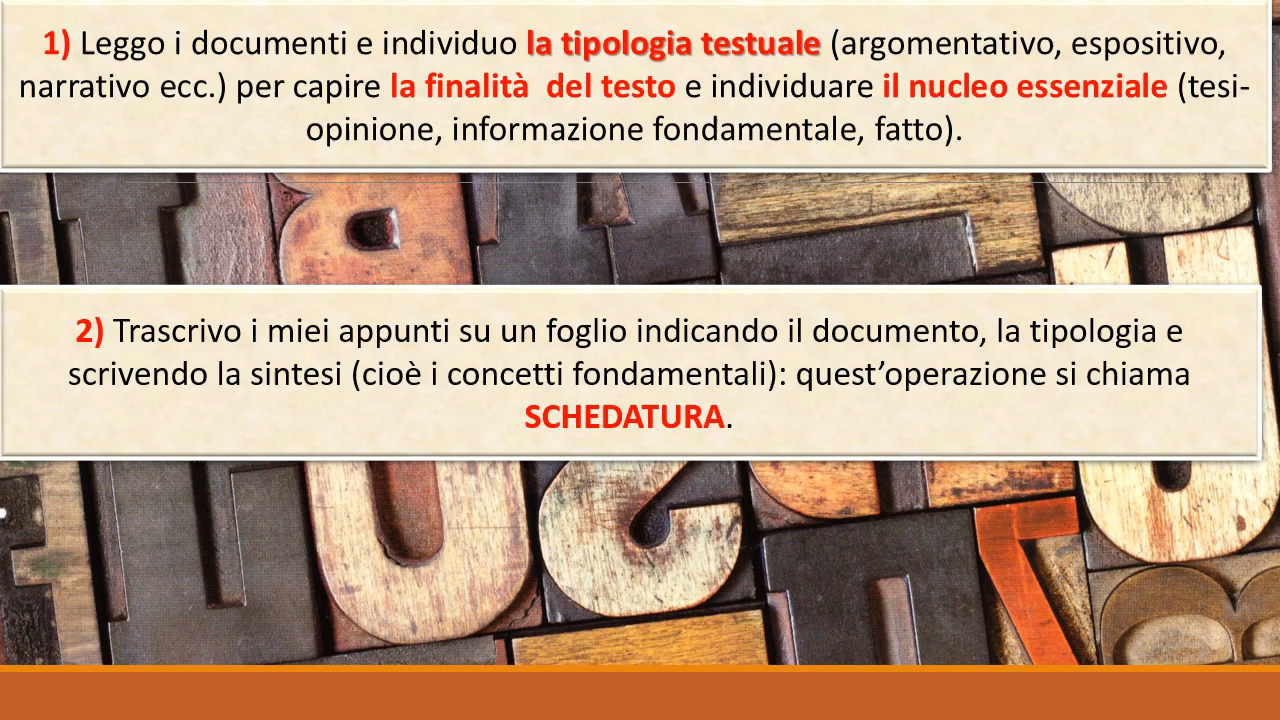 1) Leggo i documenti e individuo la tipologia testuale (argomentativo, espositivo,
narrativo ecc.) per capire la finalità  del testo e individuare il nucleo essenziale (tesi-
opinione, informazione fondamentale, fatto).
2) Trascrivo i miei appunti su un foglio indicando il documento, la tipologia e
scrivendo la sintesi (cioè i concetti fondamentali): quest’operazione si chiama
SCHEDATURA.